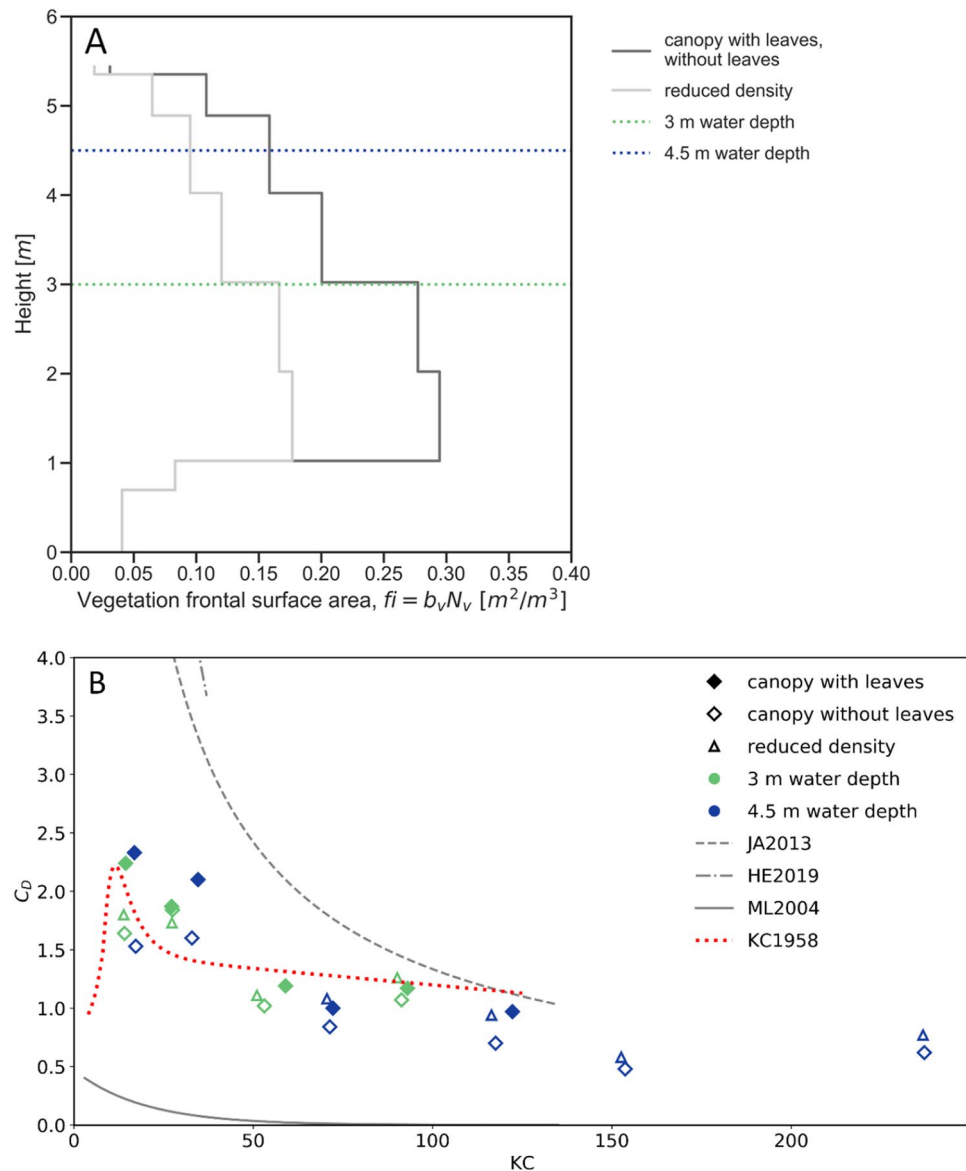 A
6
5
4
3
2
1
0
Height [m]
0.00 0.05 0.10 0.15 0.20 0.25 0.30 0.35 0.40
Vegetation frontal surface area, fi = b_vN_v [m²/m³]
canopy with leaves,
without leaves
reduced density
3 m water depth
4.5 m water depth
B
4.0
3.5
3.0
2.5
2.0
1.5
1.0
0.5
0.0
C_D
0 50 100 150 200
KC
canopy with leaves
canopy without leaves
reduced density
3 m water depth
4.5 m water depth
JA2013
HE2019
ML2004
KC1958